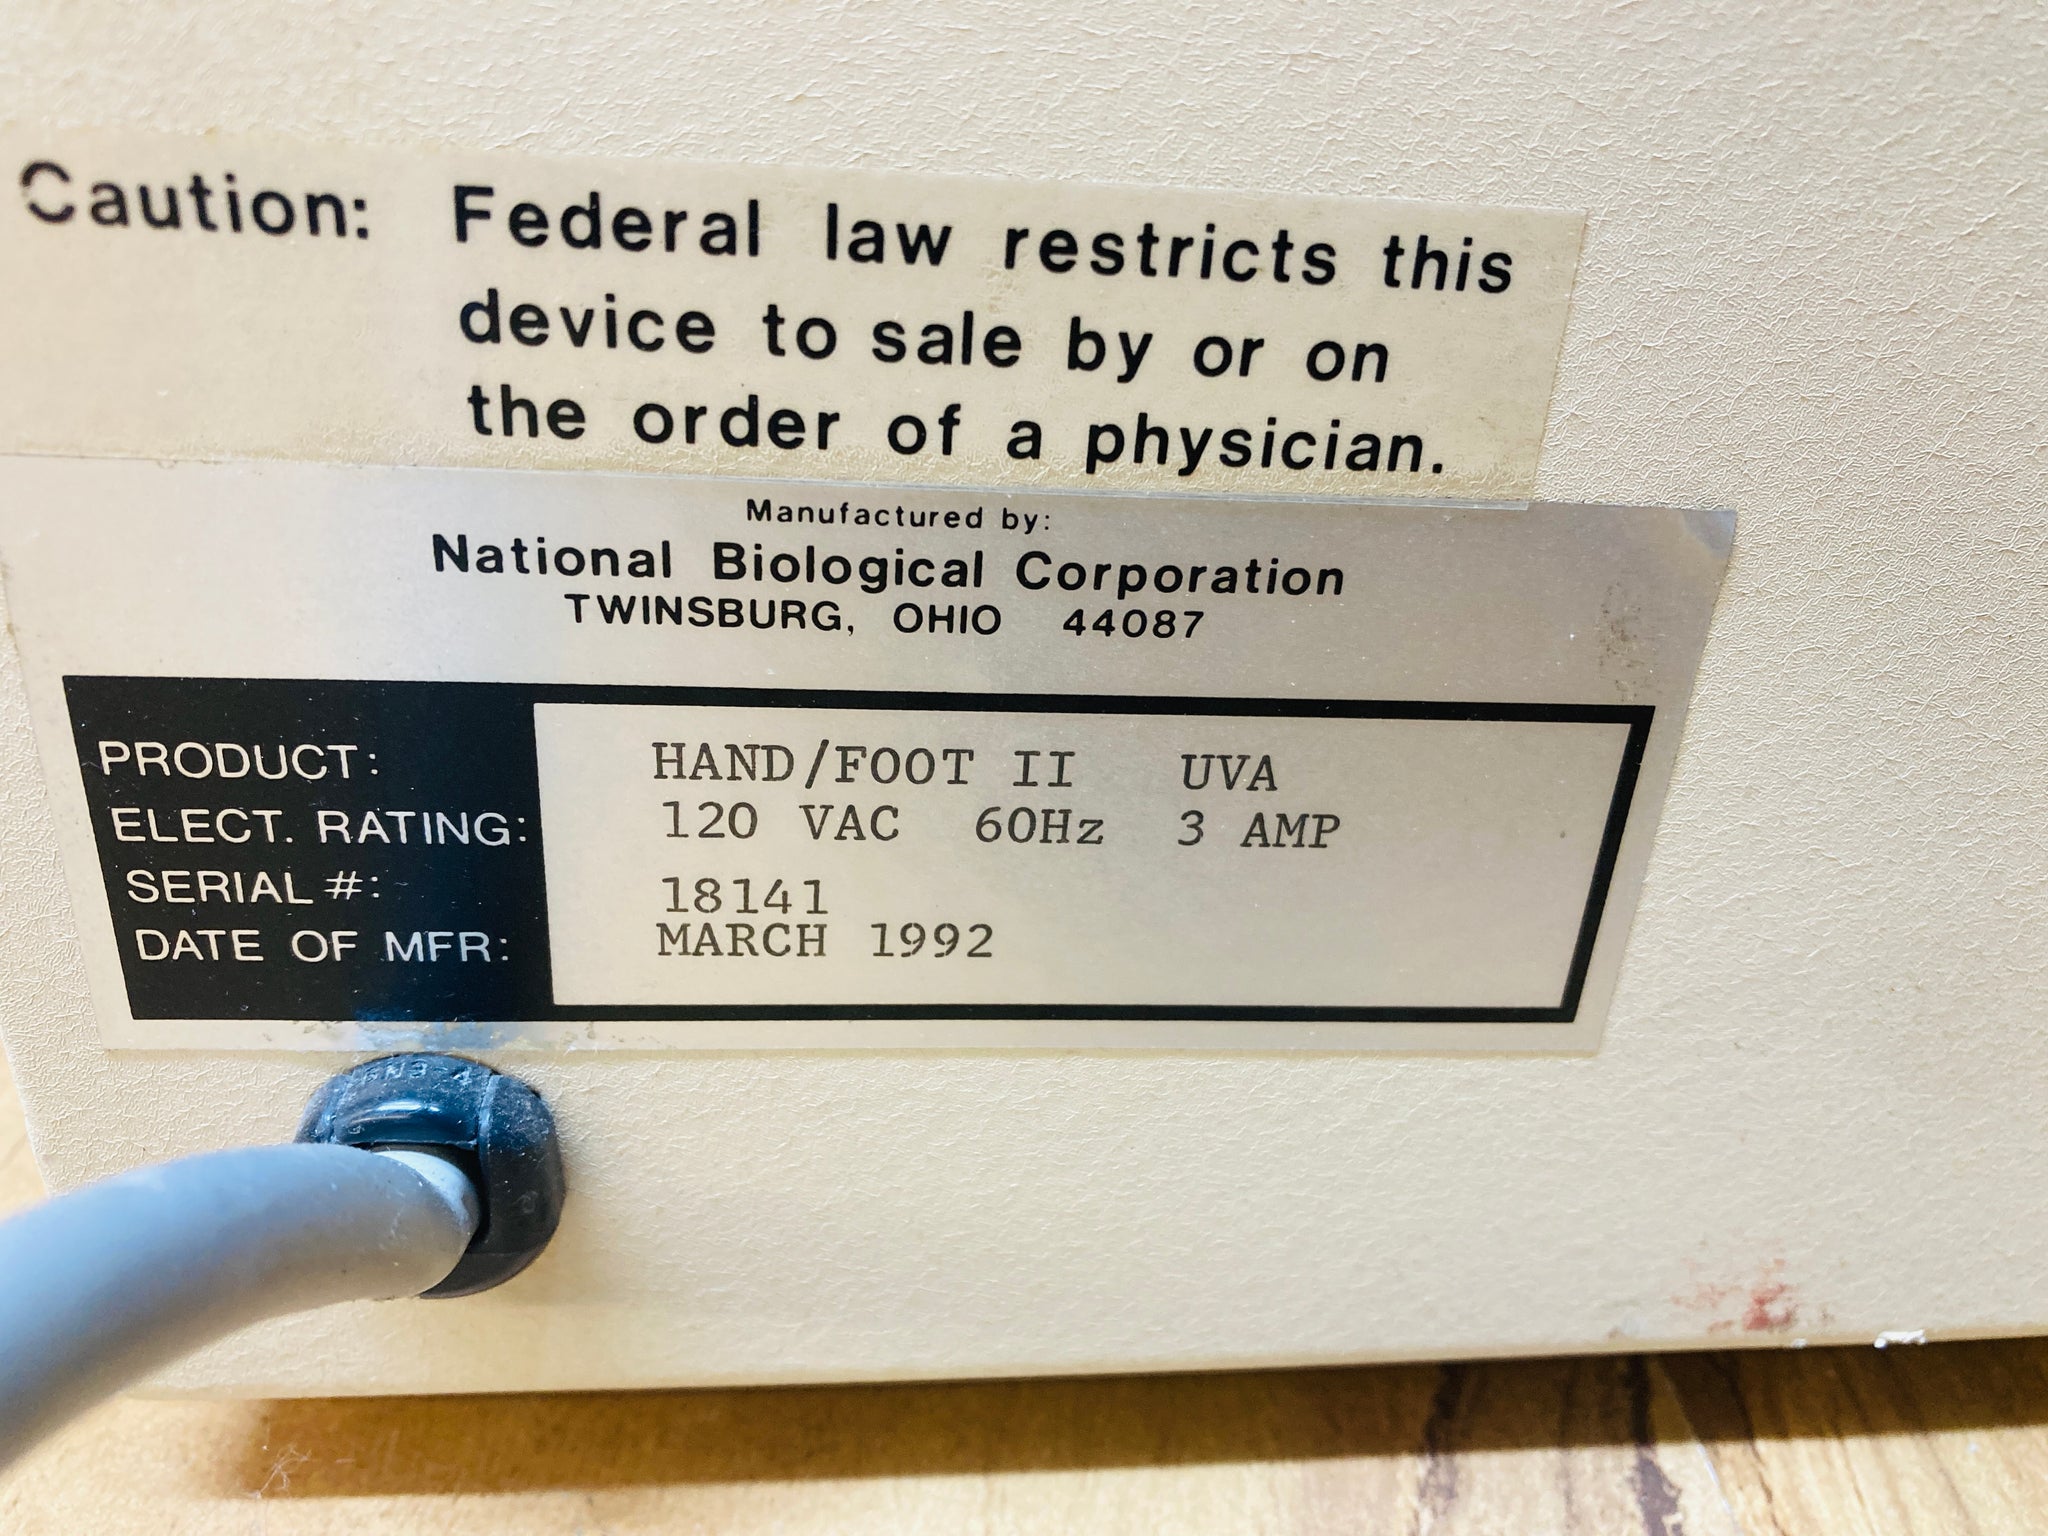 Caution: Federal law restricts this
device to sale by or on
the order of a physician.
Manufactured by:
National Biological Corporation
TWINSBURG, OHIO 44087
PRODUCT: HAND/FOOT II UVA
ELECT. RATING: 120 VAC 60Hz 3 AMP
SERIAL #: 18141
DATE OF MFR: MARCH 1992